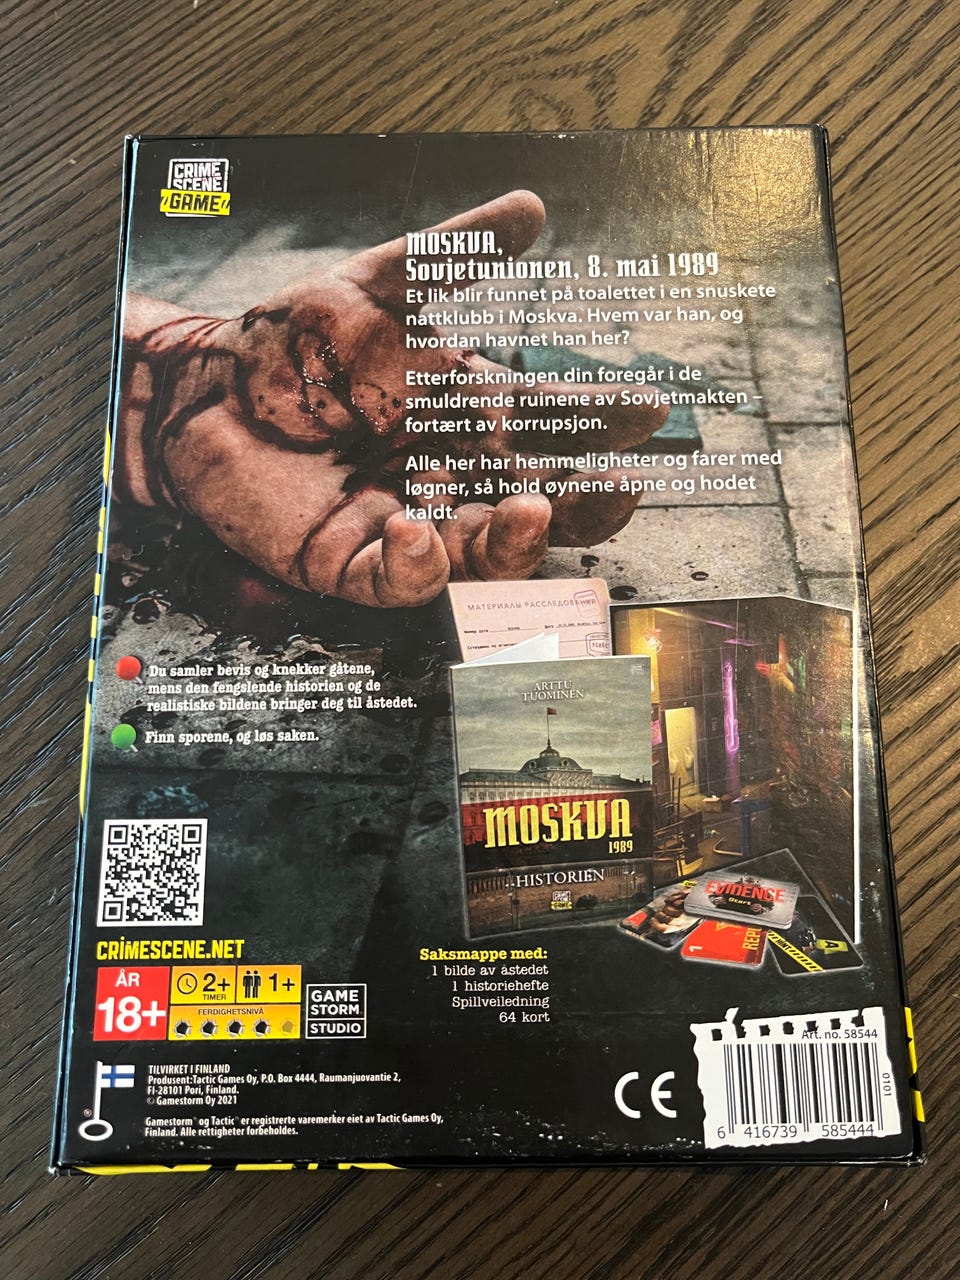 CRIME
SCENE
GAME
MOSKVA,
Sovjetunionen, 8. mai 1989
Et lik blir funnet på toalettet i en snuskete
nattklubb i Moskva. Hvem var han, og
hvordan havnet han her?
Etterforskningen din foregår i de
smuldrende ruinene av Sovjetmakten –
fortært av korrupsjon.
Alle her har hemmeligheter og farer med
løgner, så hold øynene åpne og hodet
kaldt.
МАТЕРИАЛЫ РАССЛЕДОВАНИЯ
Du samler bevis og knekker gåtene,
mens den fengslende historien og de
realistiske bildene bringer deg til åstedet.
Finn sporene, og løs saken.
ARTTU
TUOMINEN
MOSKVA
1989
HISTORIEN
EVIDENCE
Start
1
REP
A
CRIMESCENE.NET
ÅR
18+
2+
TIMER
1+
FERDIGHETSNIVÅ
GAME
STORM
STUDIO
Saksmappe med:
1 bilde av åstedet
1 historiehefte
Spillveiledning
64 kort
TILVIRKET I FINLAND
Produsent:Tactic Games Oy, P.O. Box 4444, Raumanjuovantie 2,
FI-28101 Pori, Finland.
© Gamestorm Oy 2021
Gamestorm™ og Tactic® er registrerte varemerker eiet av Tactic Games Oy,
Finland. Alle rettigheter forbeholdes.
CE
Art. no. 58544
0101
6 416739 585444